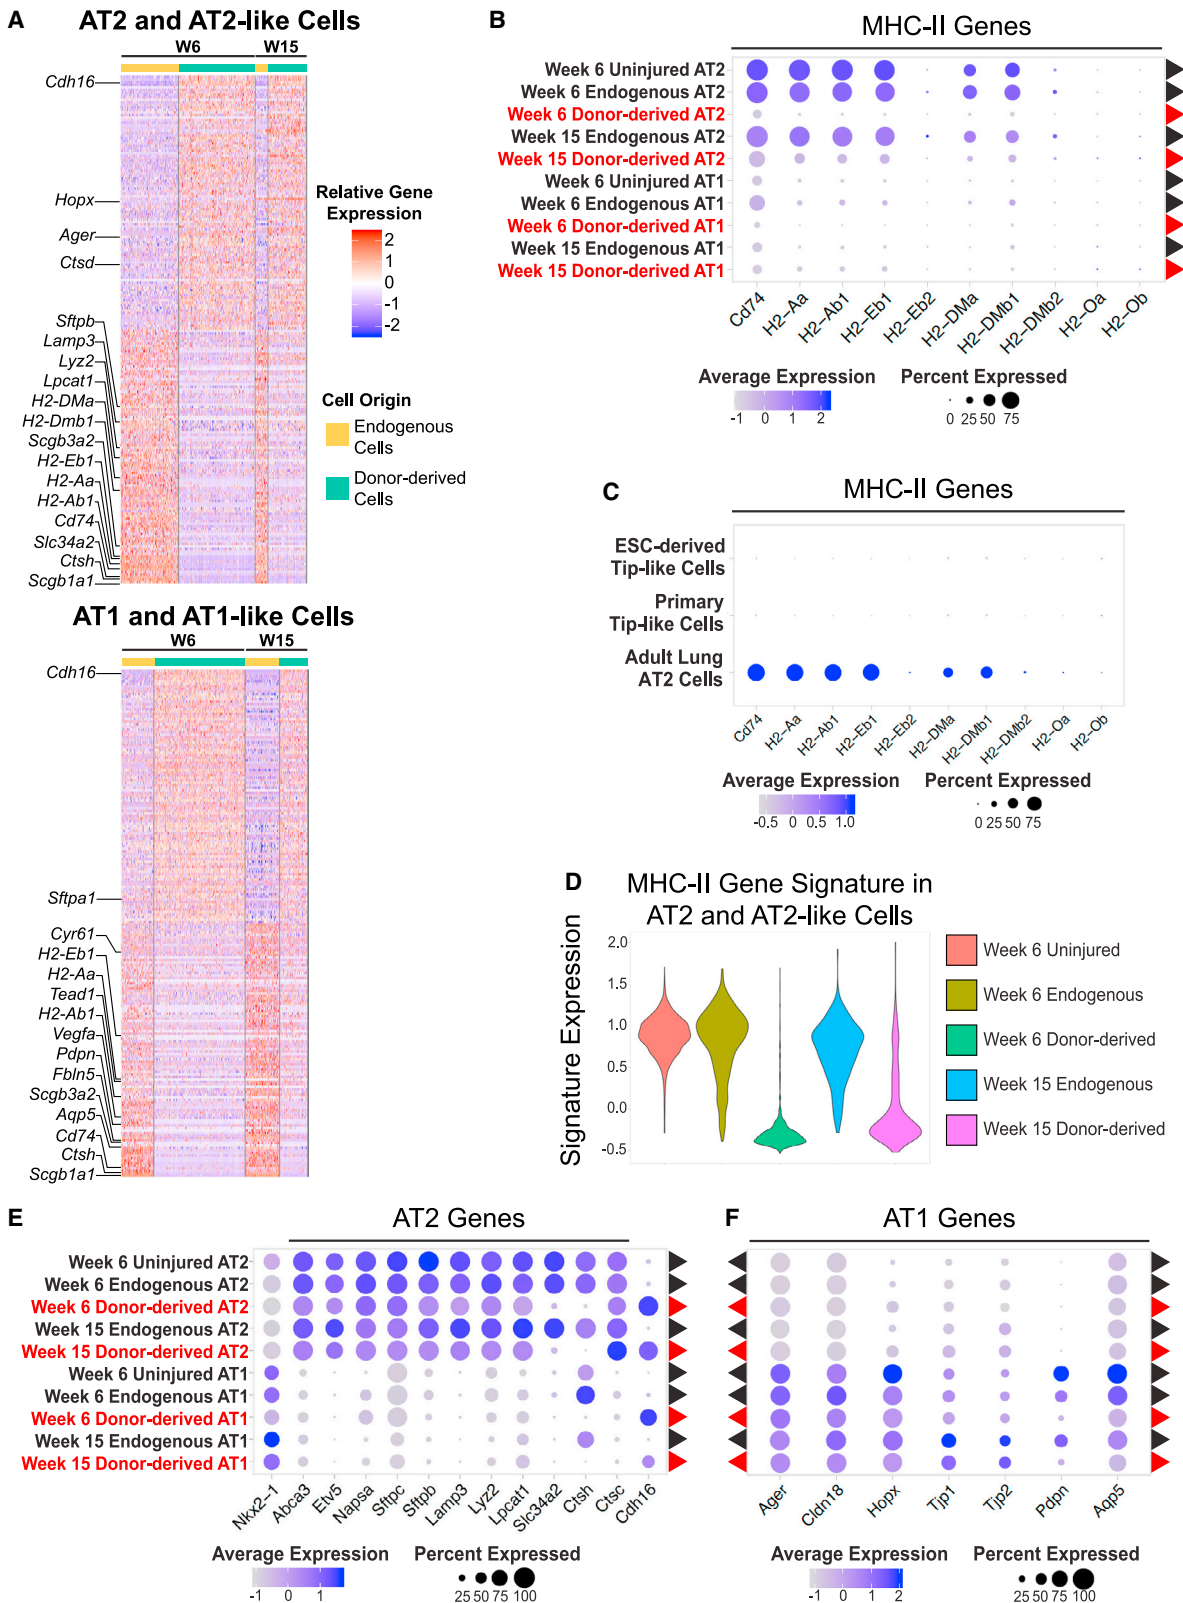 A
AT2 and AT2-like Cells
W6 W15
Cdh16
Hopx
Ager
Ctsd
Sftpb
Lamp3
Lyz2
Lpcat1
H2-DMa
H2-Dmb1
Scgb3a2
H2-Eb1
H2-Aa
H2-Ab1
Cd74
Slc34a2
Ctsh
Scgb1a1
Relative Gene
Expression
2
1
0
-1
-2
Cell Origin
Endogenous
Cells
Donor-derived
Cells
AT1 and AT1-like Cells
W6 W15
Cdh16
Sftpa1
Cyr61
H2-Eb1
H2-Aa
Tead1
H2-Ab1
Vegfa
Pdpn
Fbln5
Scgb3a2
Aqp5
Cd74
Ctsh
Scgb1a1
B
MHC-II Genes
Week 6 Uninjured AT2
Week 6 Endogenous AT2
Week 6 Donor-derived AT2
Week 15 Endogenous AT2
Week 15 Donor-derived AT2
Week 6 Uninjured AT1
Week 6 Endogenous AT1
Week 6 Donor-derived AT1
Week 15 Endogenous AT1
Week 15 Donor-derived AT1
Cd74 H2-Aa H2-Ab1 H2-Eb1 H2-Eb2 H2-DMa H2-DMb1 H2-DMb2 H2-Oa H2-Ob
Average Expression Percent Expressed
-1 0 1 2 0 25 50 75
C
MHC-II Genes
ESC-derived
Tip-like Cells
Primary
Tip-like Cells
Adult Lung
AT2 Cells
Cd74 H2-Aa H2-Ab1 H2-Eb1 H2-Eb2 H2-DMa H2-DMb1 H2-DMb2 H2-Oa H2-Ob
Average Expression Percent Expressed
-0.5 0 0.5 1.0 0 25 50 75
D
MHC-II Gene Signature in
AT2 and AT2-like Cells
Signature Expression
2.0
1.5
1.0
0.5
0.0
-0.5
Week 6 Uninjured
Week 6 Endogenous
Week 6 Donor-derived
Week 15 Endogenous
Week 15 Donor-derived
E
AT2 Genes
Week 6 Uninjured AT2
Week 6 Endogenous AT2
Week 6 Donor-derived AT2
Week 15 Endogenous AT2
Week 15 Donor-derived AT2
Week 6 Uninjured AT1
Week 6 Endogenous AT1
Week 6 Donor-derived AT1
Week 15 Endogenous AT1
Week 15 Donor-derived AT1
Nkx2-1 Abca3 Etv5 Napsa Sftpc Sftpb Lamp3 Lyz2 Lpcat1 Slc34a2 Ctsh Ctsc Cdh16
Average Expression Percent Expressed
-1 0 1 25 50 75 100
F
AT1 Genes
Ager Cldn18 Hopx Tjp1 Tjp2 Pdpn Aqp5
Average Expression Percent Expressed
-1 0 1 2 25 50 75 100